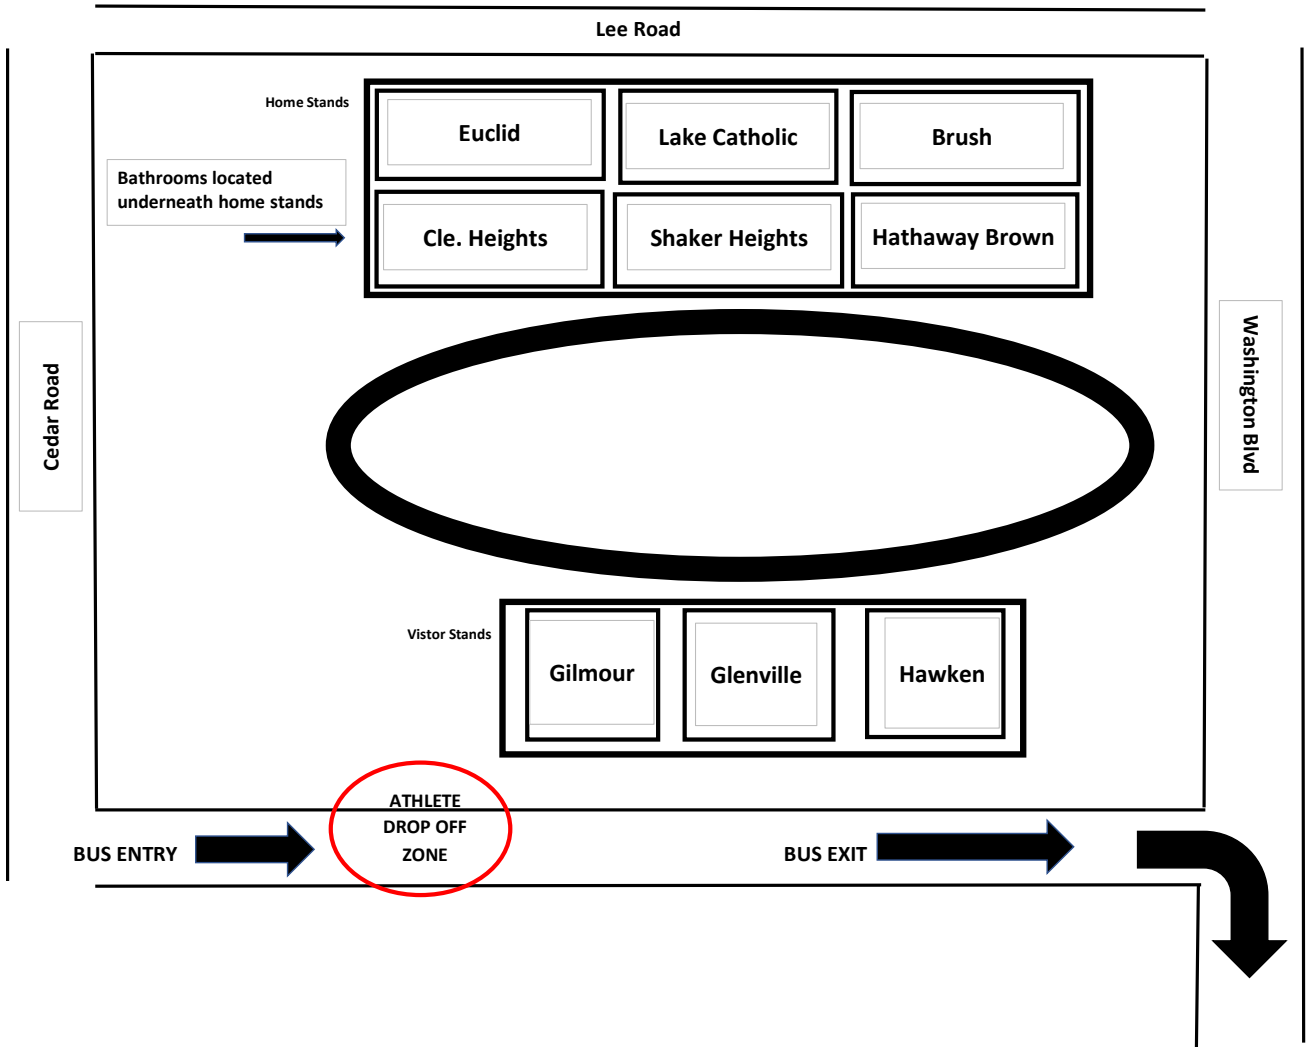 Lee Road
Home Stands
Euclid
Lake Catholic
Brush
Bathrooms located
underneath home stands
Cle. Heights
Shaker Heights
Hathaway Brown
Cedar Road
Washington Blvd
Vistor Stands
Gilmour
Glenville
Hawken
ATHLETE
DROP OFF
ZONE
BUS ENTRY
BUS EXIT